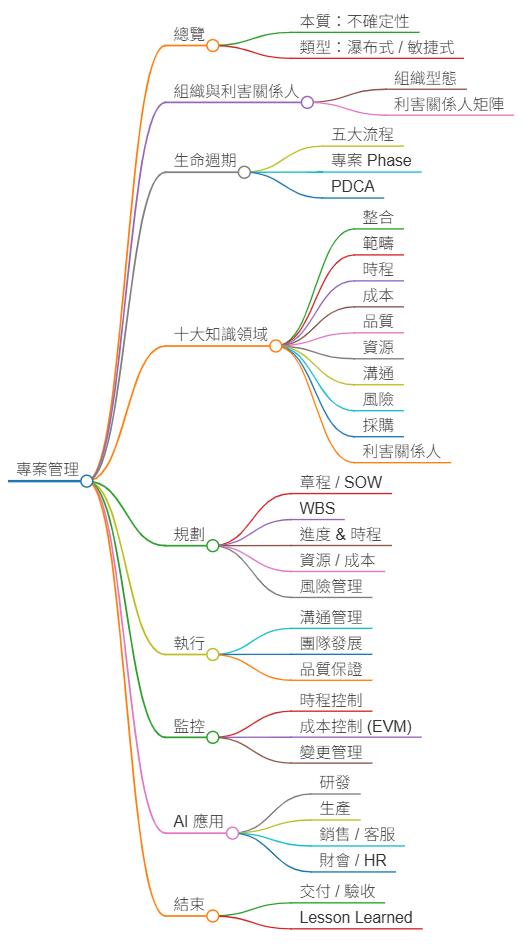 專案管理
總覽
本質：不確定性
類型：瀑布式 / 敏捷式
組織與利害關係人
組織型態
利害關係人矩陣
生命週期
五大流程
專案 Phase
PDCA
十大知識領域
整合
範疇
時程
成本
品質
資源
溝通
風險
採購
利害關係人
規劃
章程 / SOW
WBS
進度 & 時程
資源 / 成本
風險管理
執行
溝通管理
團隊發展
品質保證
監控
時程控制
成本控制 (EVM)
變更管理
AI 應用
研發
生產
銷售 / 客服
財會 / HR
結束
交付 / 驗收
Lesson Learned